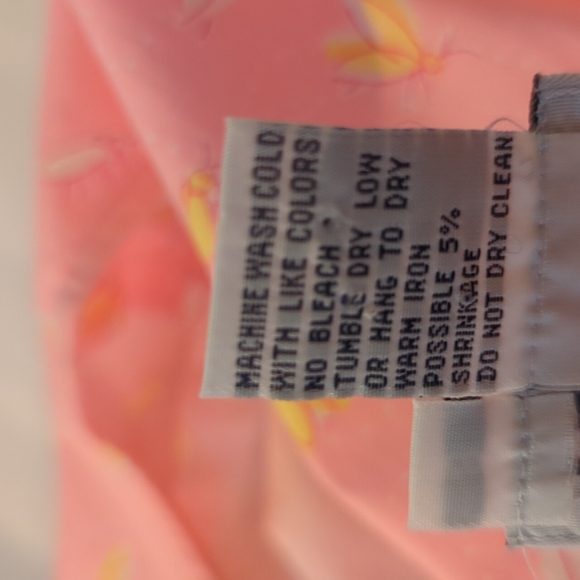 MACHINE WASH COLD
WITH LIKE COLORS
NO BLEACH
TUMBLE DRY LOW
OR HANG TO DRY
WARM IRON
POSSIBLE 5%
SHRINKAGE
DO NOT DRY CLEAN